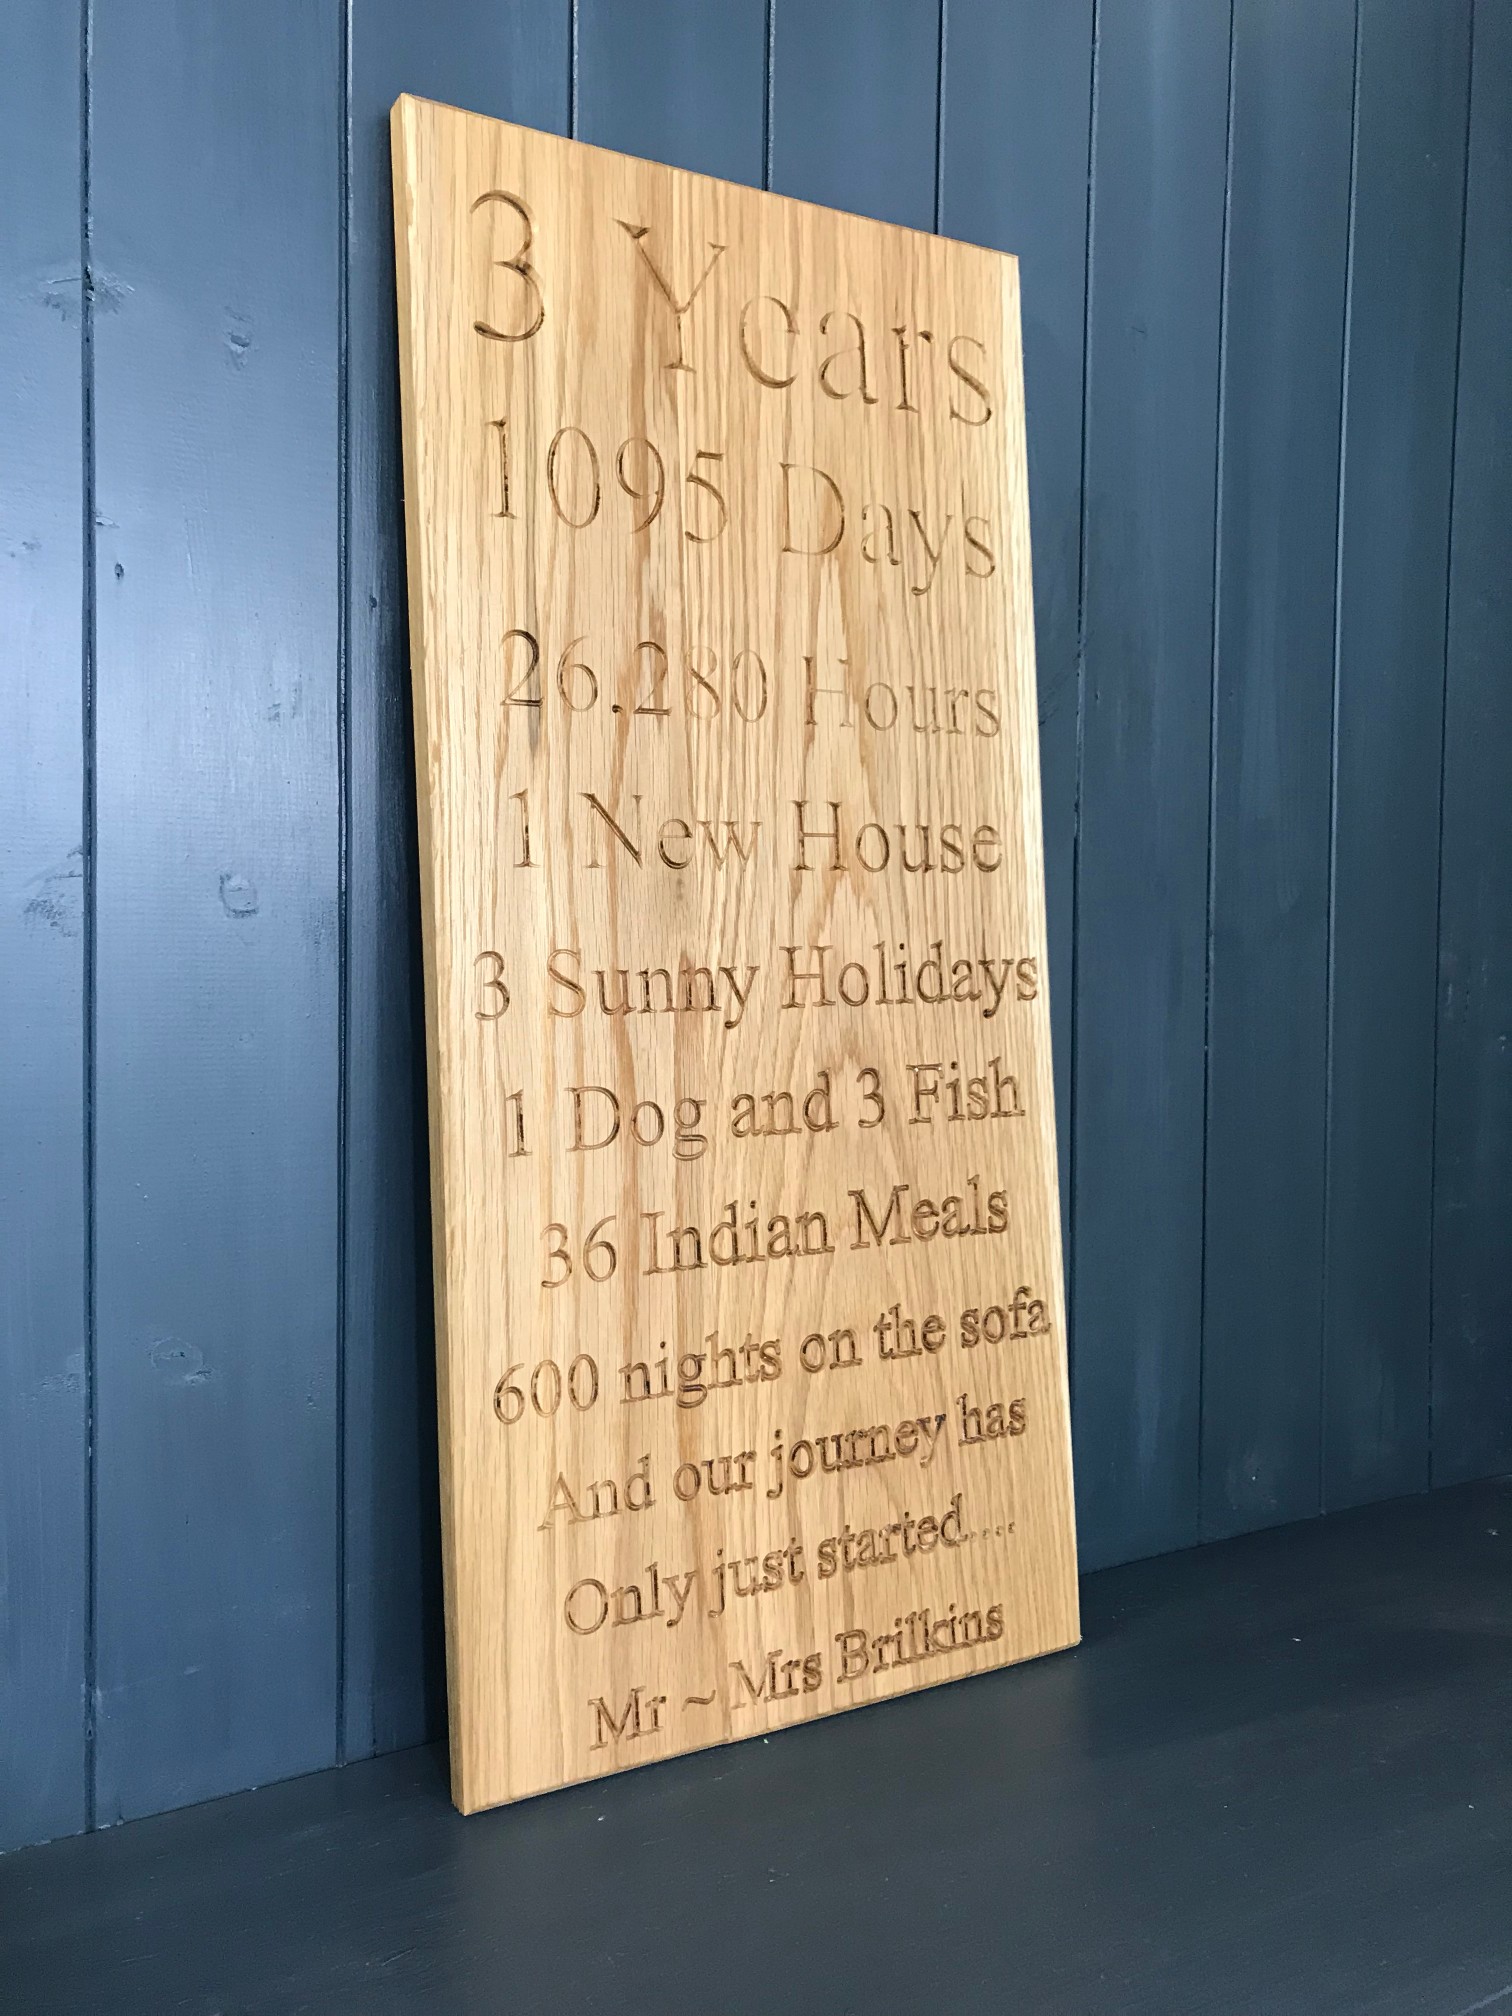 3 Years
1095 Days
26.280 Hours
1 New House
3 Sunny Holidays
1 Dog and 3 Fish
36 Indian Meals
600 nights on the sofa
And our journey has
Only just started....
Mr ~ Mrs Brilkins